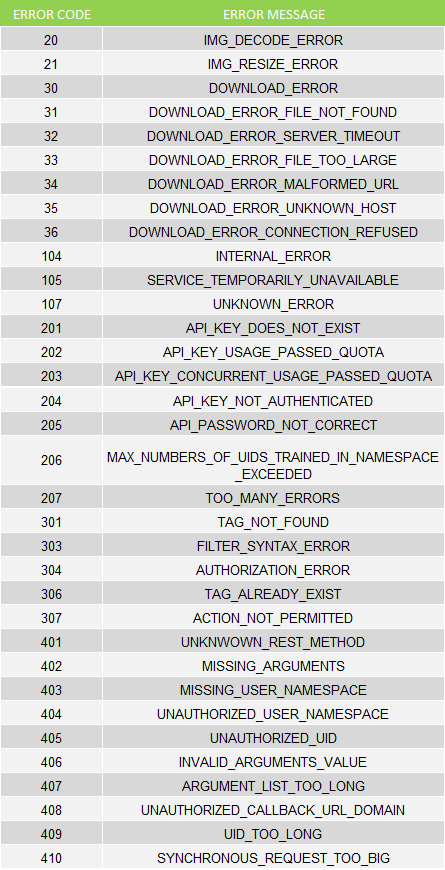 ERROR CODE ERROR MESSAGE
20 IMG_DECODE_ERROR
21 IMG_RESIZE_ERROR
30 DOWNLOAD_ERROR
31 DOWNLOAD_ERROR_FILE_NOT_FOUND
32 DOWNLOAD_ERROR_SERVER_TIMEOUT
33 DOWNLOAD_ERROR_FILE_TOO_LARGE
34 DOWNLOAD_ERROR_MALFORMED_URL
35 DOWNLOAD_ERROR_UNKNOWN_HOST
36 DOWNLOAD_ERROR_CONNECTION_REFUSED
104 INTERNAL_ERROR
105 SERVICE_TEMPORARILY_UNAVAILABLE
107 UNKNOWN_ERROR
201 API_KEY_DOES_NOT_EXIST
202 API_KEY_USAGE_PASSED_QUOTA
203 API_KEY_CONCURRENT_USAGE_PASSED_QUOTA
204 API_KEY_NOT_AUTHENTICATED
205 API_PASSWORD_NOT_CORRECT
206 MAX_NUMBERS_OF_UIDS_TRAINED_IN_NAMESPACE
_EXCEEDED
207 TOO_MANY_ERRORS
301 TAG_NOT_FOUND
303 FILTER_SYNTAX_ERROR
304 AUTHORIZATION_ERROR
306 TAG_ALREADY_EXIST
307 ACTION_NOT_PERMITTED
401 UNKNWOWN_REST_METHOD
402 MISSING_ARGUMENTS
403 MISSING_USER_NAMESPACE
404 UNAUTHORIZED_USER_NAMESPACE
405 UNAUTHORIZED_UID
406 INVALID_ARGUMENTS_VALUE
407 ARGUMENT_LIST_TOO_LONG
408 UNAUTHORIZED_CALLBACK_URL_DOMAIN
409 UID_TOO_LONG
410 SYNCHRONOUS_REQUEST_TOO_BIG